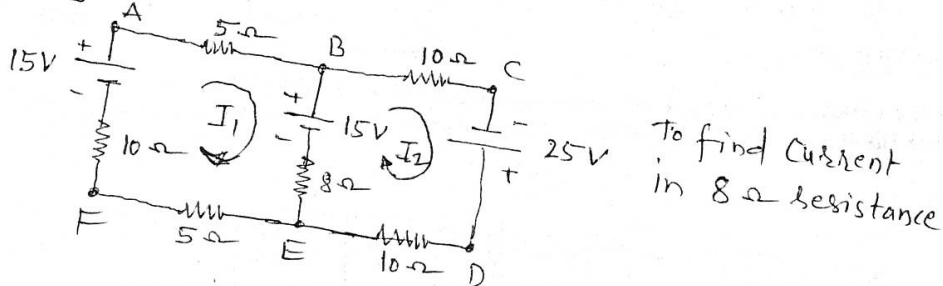 A
5Ω
B
10Ω
C
15V
+
-
I₁
10Ω
+
-
15V
8Ω
I₂
-
25V
+
F
5Ω
E
10Ω
D
To find Current
in 8Ω resistance